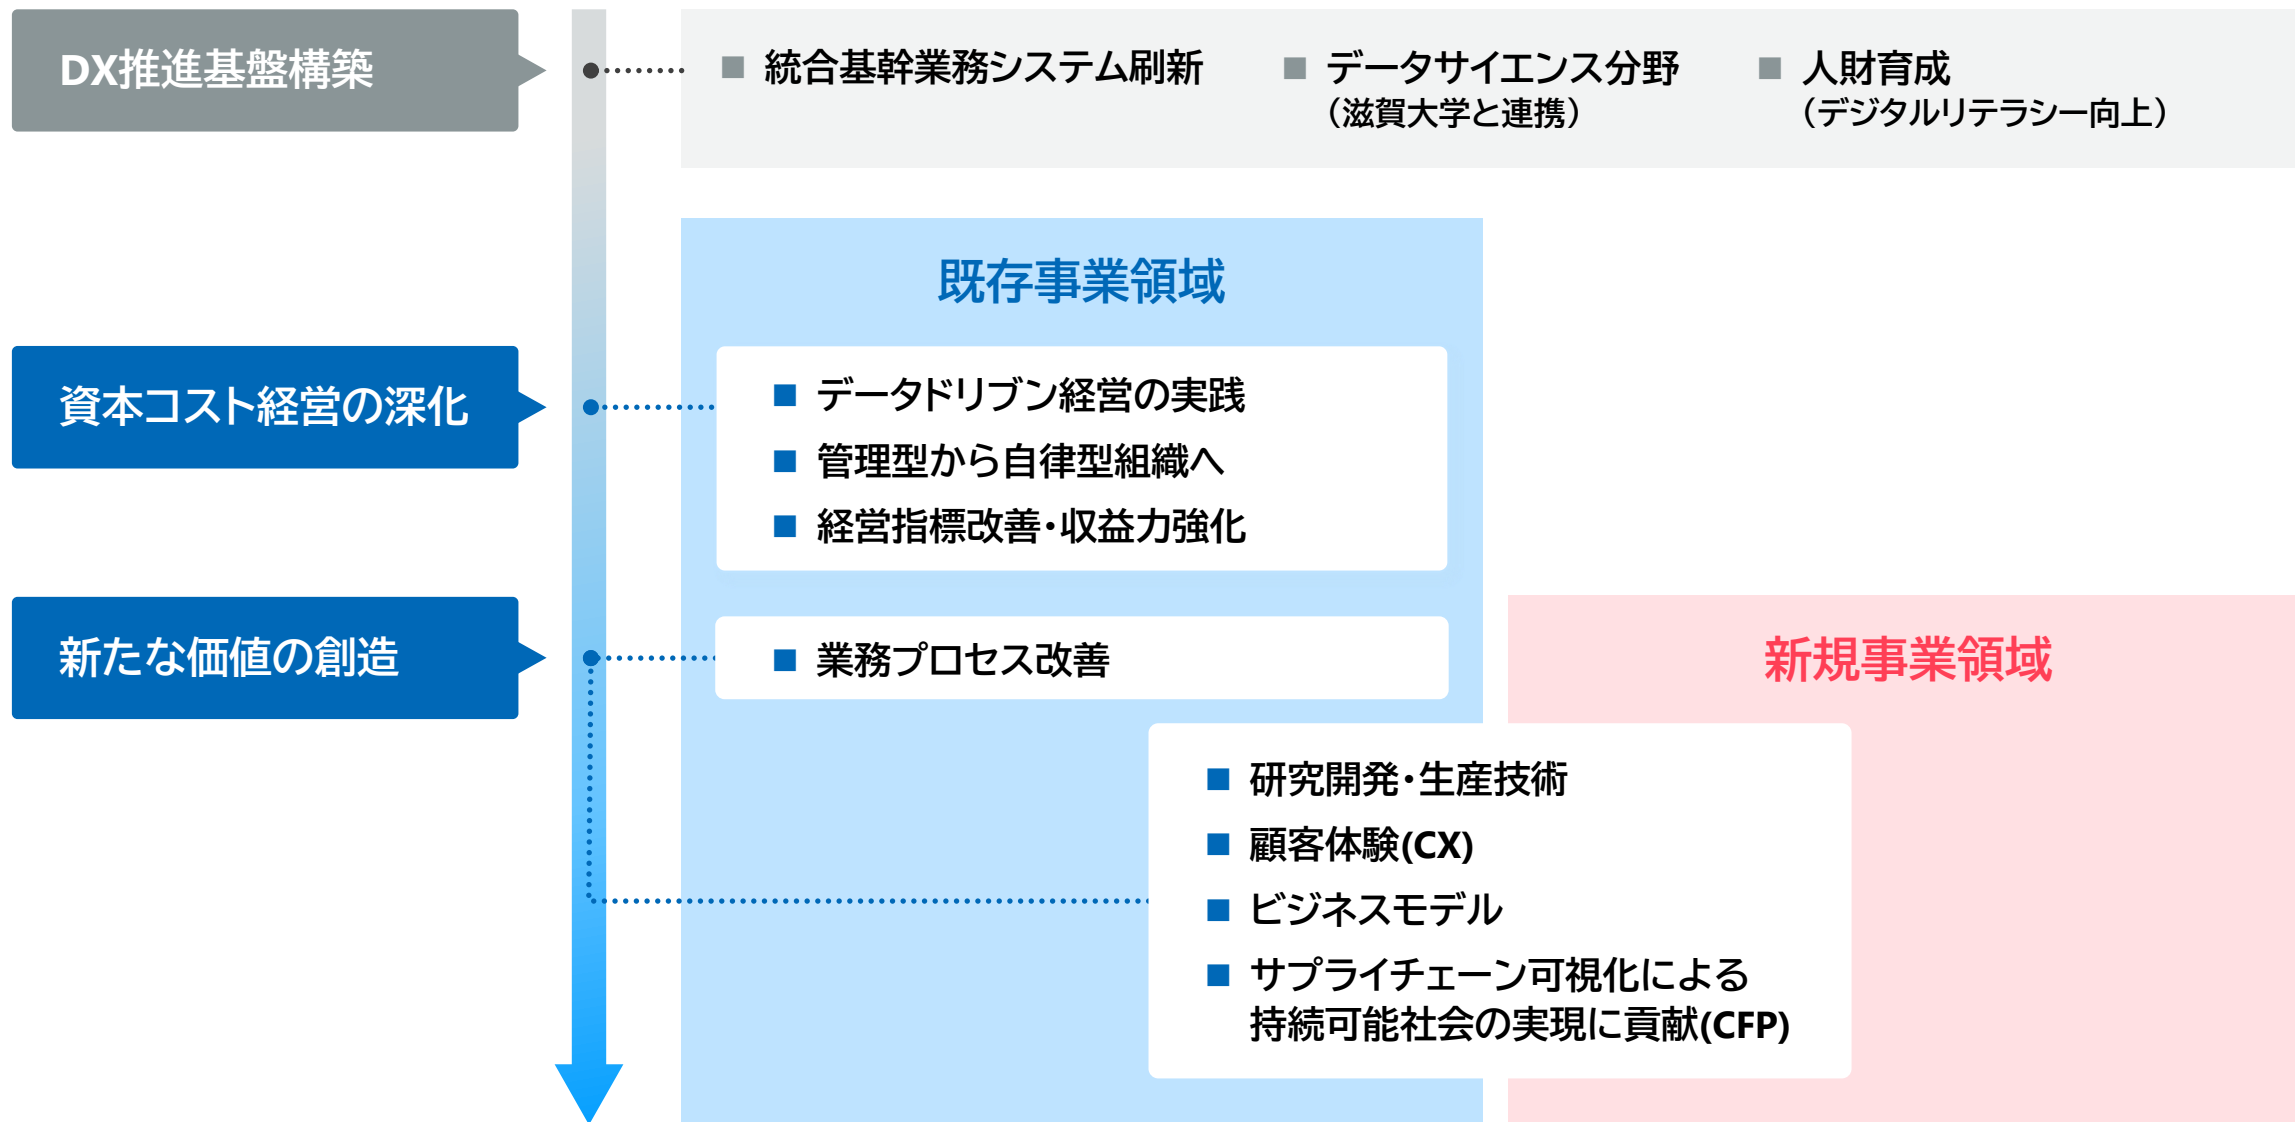 DX推進基盤構築
統合基幹業務システム刷新
データサイエンス分野
（滋賀大学と連携）
人財育成
（デジタルリテラシー向上）
既存事業領域
資本コスト経営の深化
データドリブン経営の実践
管理型から自律型組織へ
経営指標改善・収益力強化
新たな価値の創造
業務プロセス改善
新規事業領域
研究開発・生産技術
顧客体験(CX)
ビジネスモデル
サプライチェーン可視化による
持続可能社会の実現に貢献(CFP)